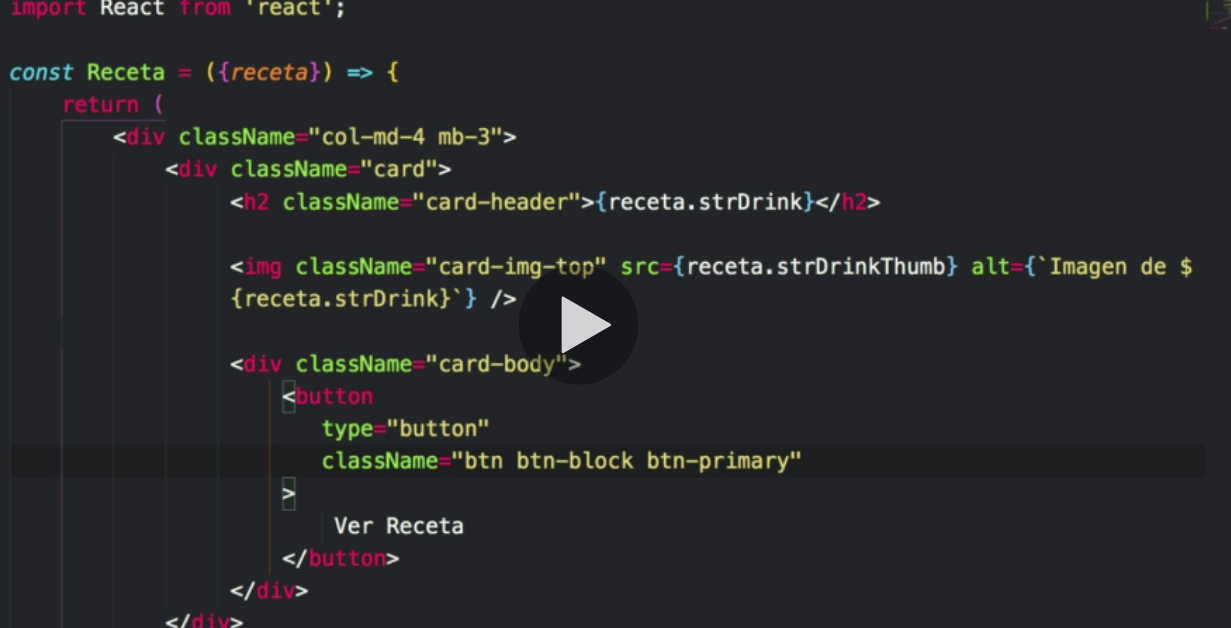 import React from 'react';
const Receta = ({receta}) => {
return (
<div className="col-md-4 mb-3">
<div className="card">
<h2 className="card-header">{receta.strDrink}</h2>
<img className="card-img-top" src={receta.strDrinkThumb} alt={`Imagen de $
{receta.strDrink}`} />
<div className="card-body">
<button
type="button"
className="btn btn-block btn-primary"
>
Ver Receta
</button>
</div>
</div>